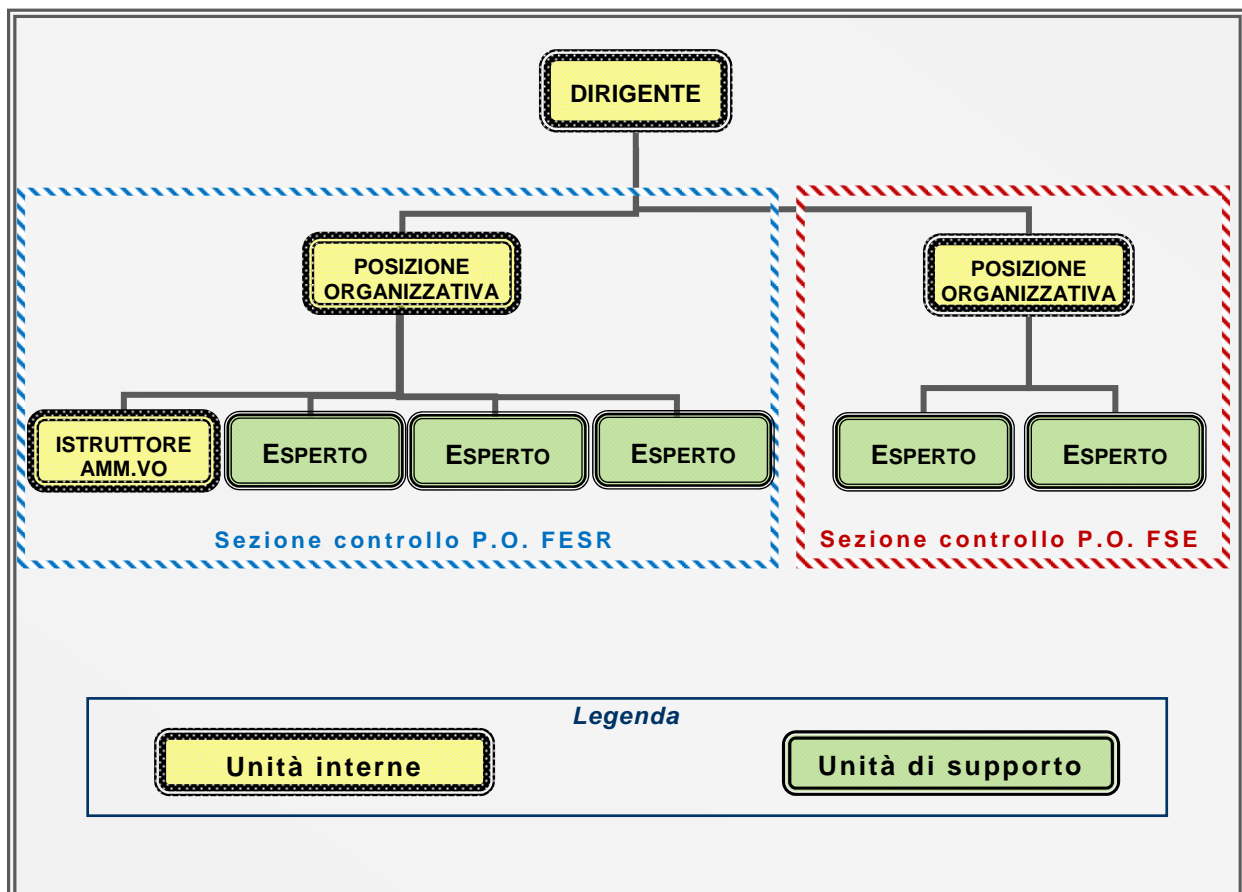 DIRIGENTE
POSIZIONE
ORGANIZZATIVA
POSIZIONE
ORGANIZZATIVA
ISTRUTTORE
AMM.VO
ESPERTO
ESPERTO
ESPERTO
ESPERTO
ESPERTO
Sezione controllo P.O. FESR
Sezione controllo P.O. FSE
Legenda
Unità interne
Unità di supporto